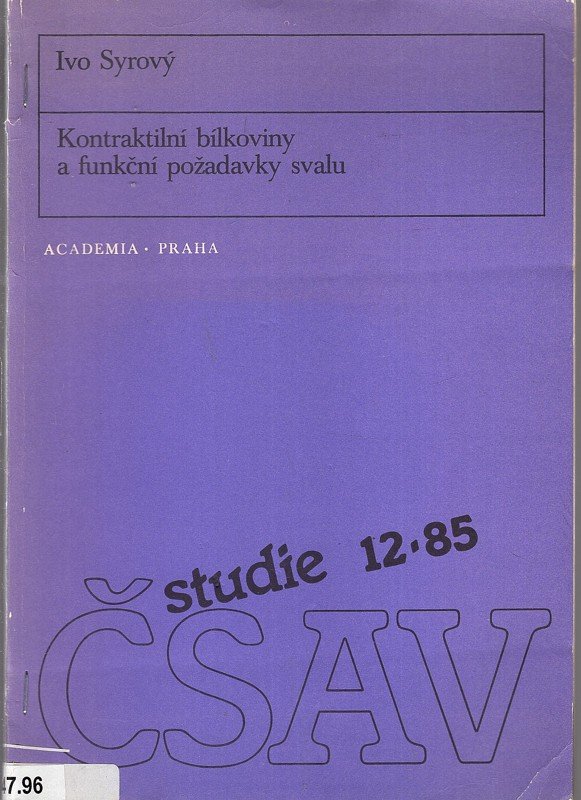 Ivo Syrový
Kontraktilní bílkoviny
a funkční požadavky svalu
ACADEMIA · PRAHA
studie 12·85
ČSAV
7.96